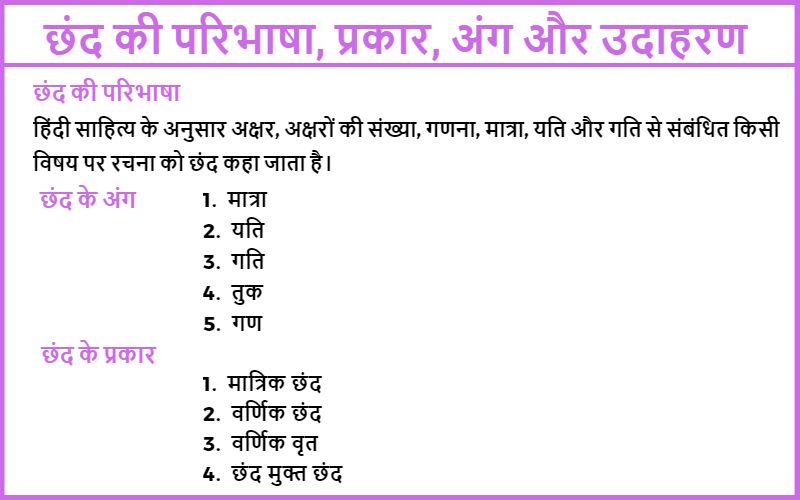 छंद की परिभाषा, प्रकार, अंग और उदाहरण
छंद की परिभाषा
हिंदी साहित्य के अनुसार अक्षर, अक्षरों की संख्या, गणना, मात्रा, यति और गति से संबंधित किसी
विषय पर रचना को छंद कहा जाता है।
छंद के अंग 1. मात्रा
2. यति
3. गति
4. तुक
5. गण
छंद के प्रकार
1. मात्रिक छंद
2. वर्णिक छंद
3. वर्णिक वृत
4. छंद मुक्त छंद